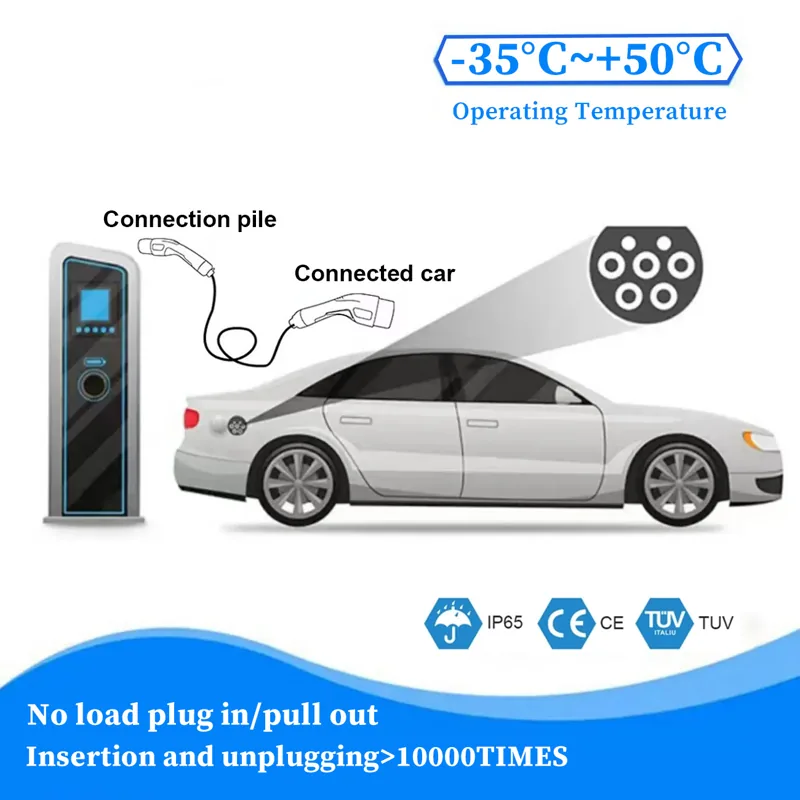 -35°C~+50°C
Operating Temperature
Connection pile
Connected car
IP65
CE
CE
TÜV
ITALIU
TUV
No load plug in/pull out
Insertion and unplugging>10000TIMES